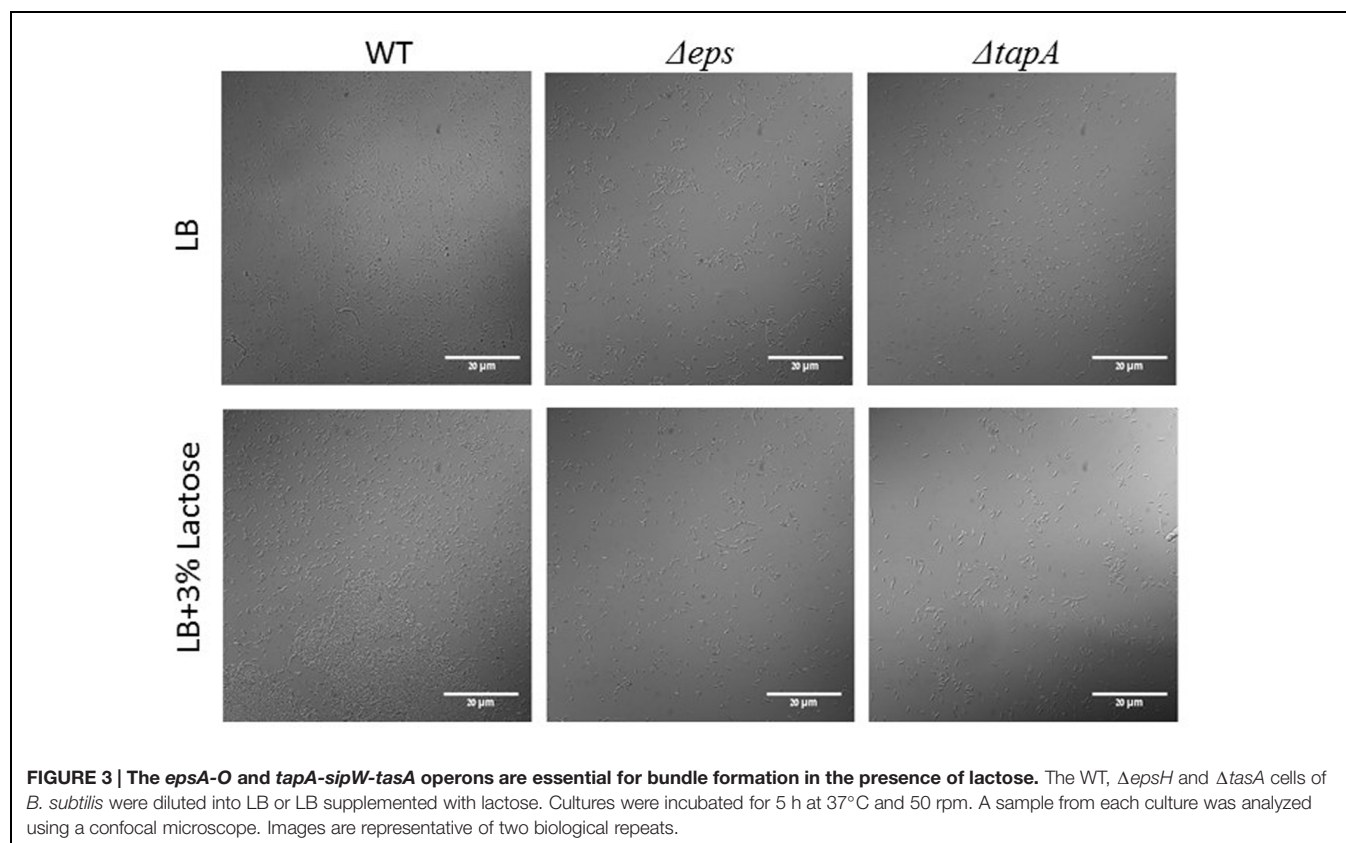 WT
Δeps
ΔtapA
LB
20 µm
20 µm
20 µm
LB+3% Lactose
20 µm
20 µm
20 µm
FIGURE 3 | The epsA-O and tapA-sipW-tasA operons are essential for bundle formation in the presence of lactose. The WT, ΔepsH and ΔtasA cells of
B. subtilis were diluted into LB or LB supplemented with lactose. Cultures were incubated for 5 h at 37°C and 50 rpm. A sample from each culture was analyzed
using a confocal microscope. Images are representative of two biological repeats.